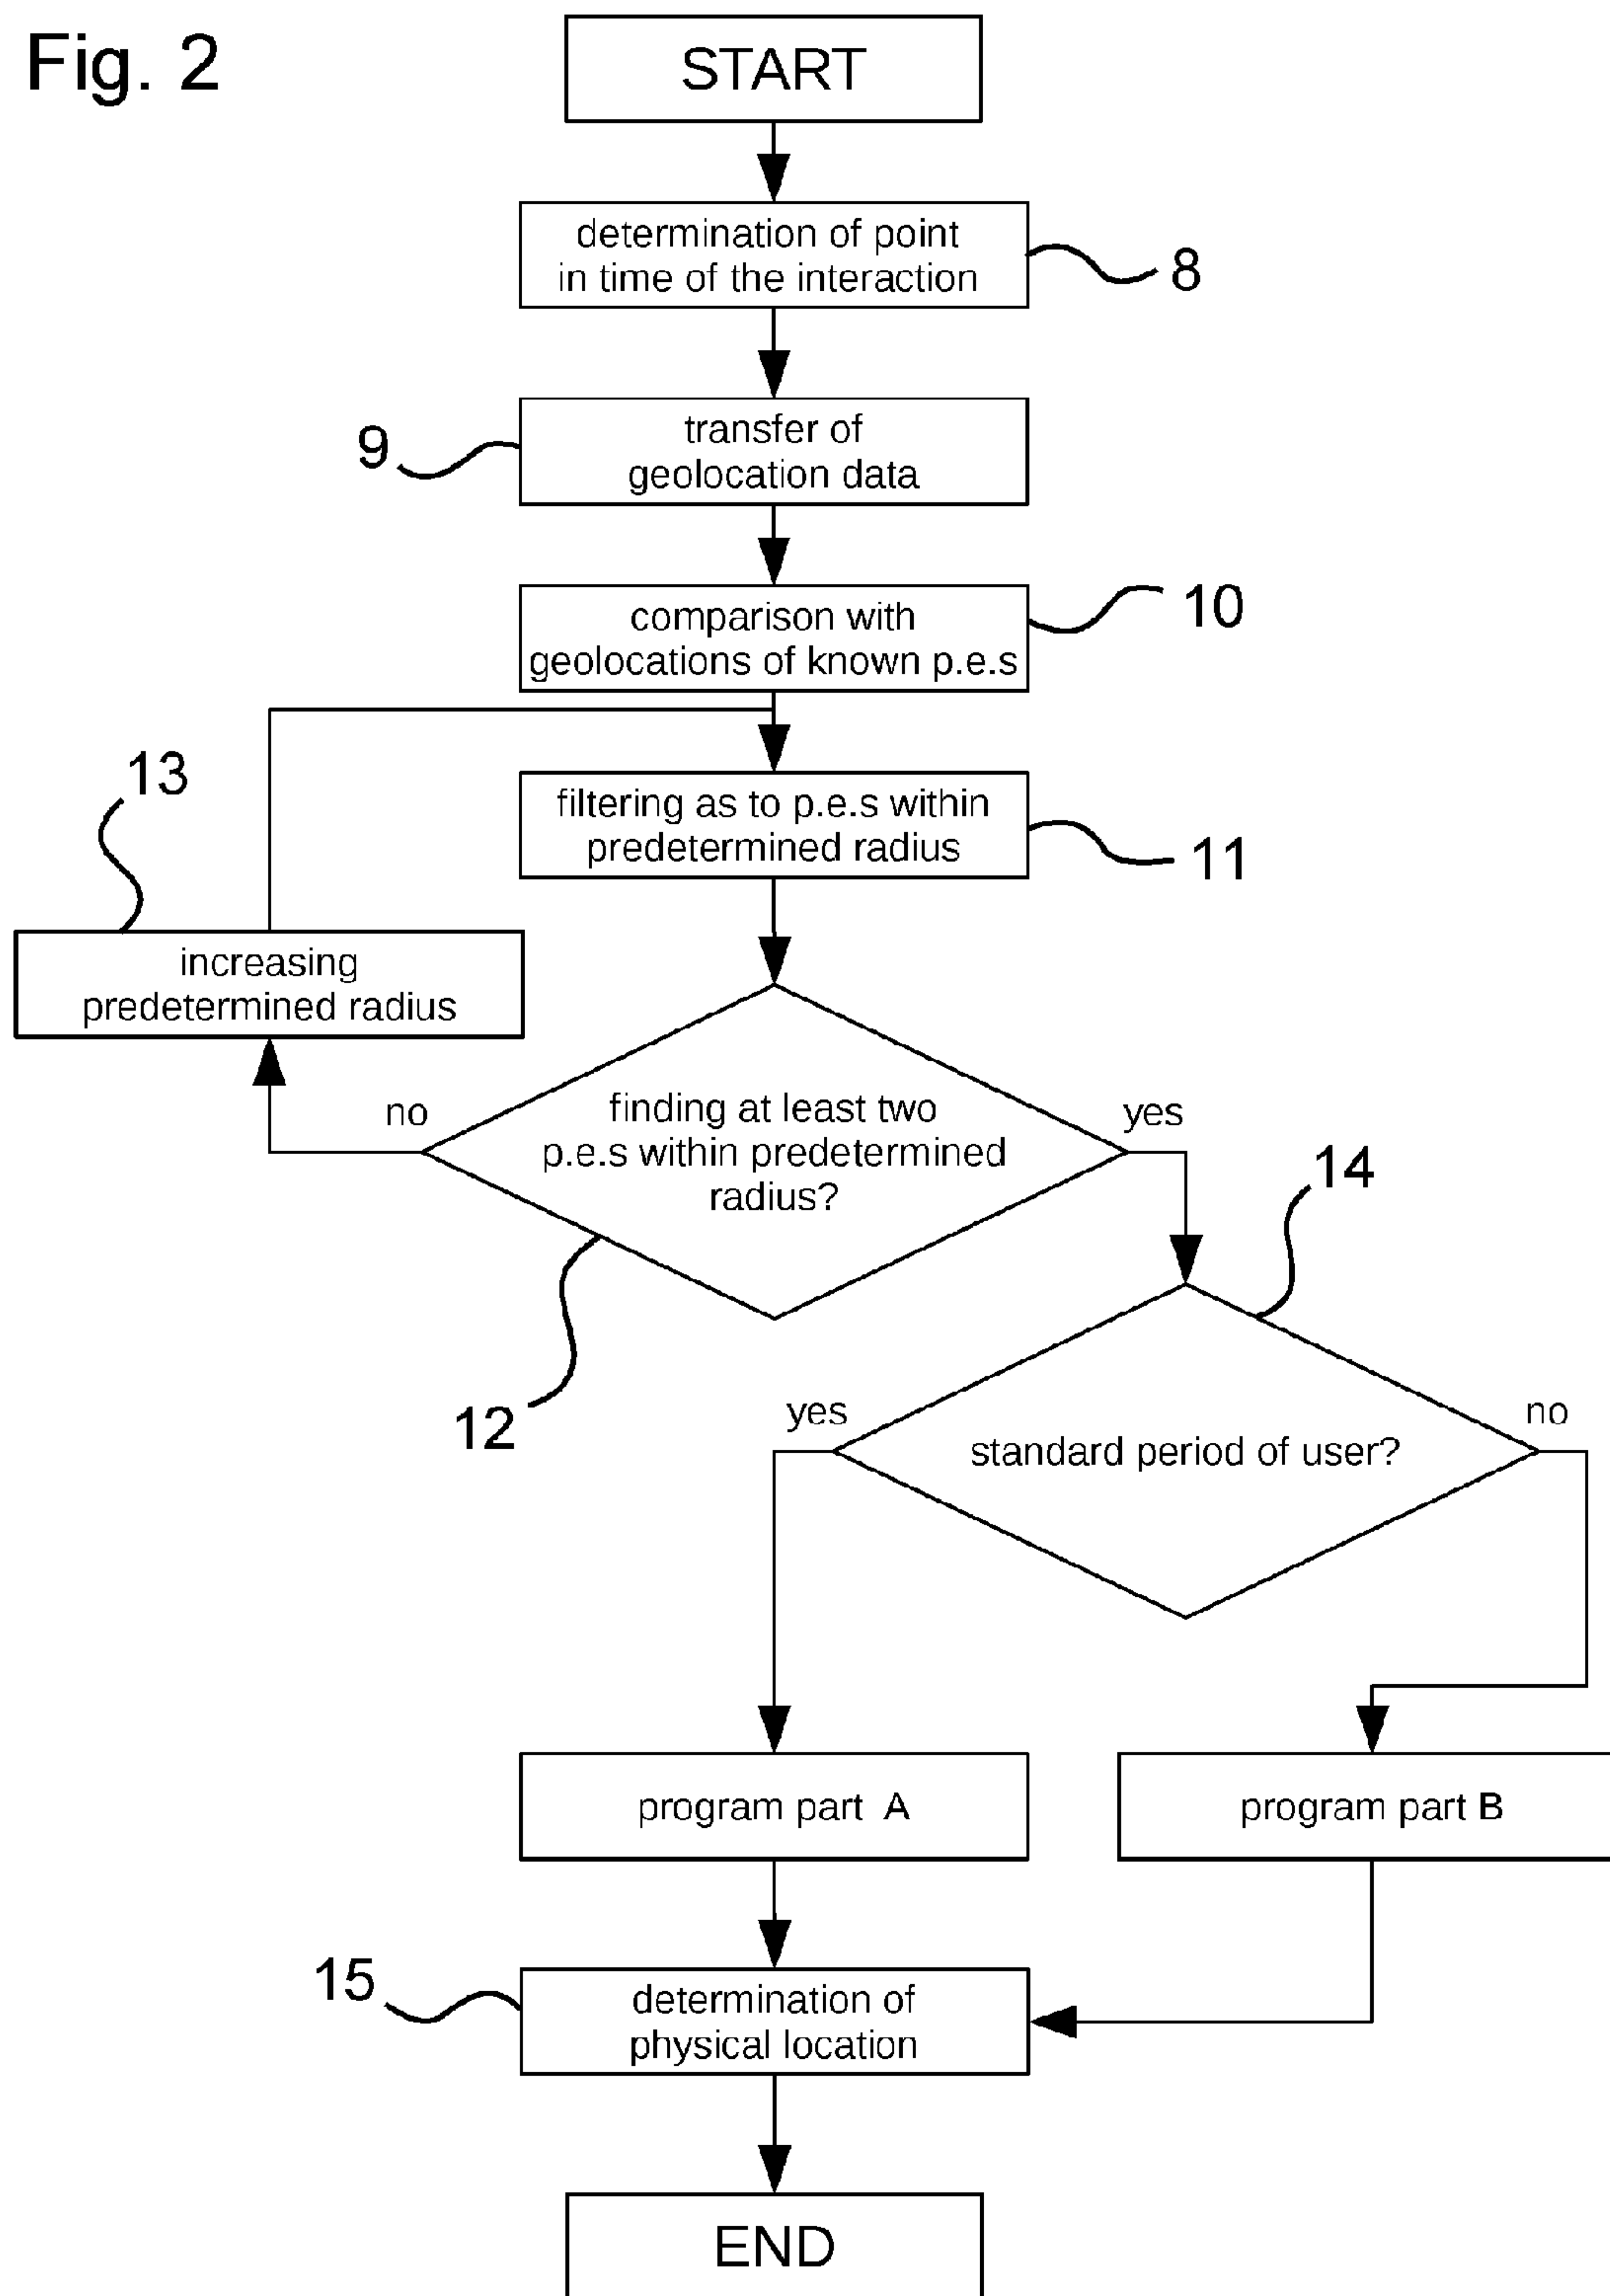 Fig. 2
START
determination of point
in time of the interaction
8
9
transfer of
geolocation data
comparison with
geolocations of known p.e.s
10
13
filtering as to p.e.s within
predetermined radius
11
increasing
predetermined radius
no
finding at least two
p.e.s within predetermined
radius?
yes
14
12
yes
standard period of user?
no
program part A
program part B
15
determination of
physical location
END